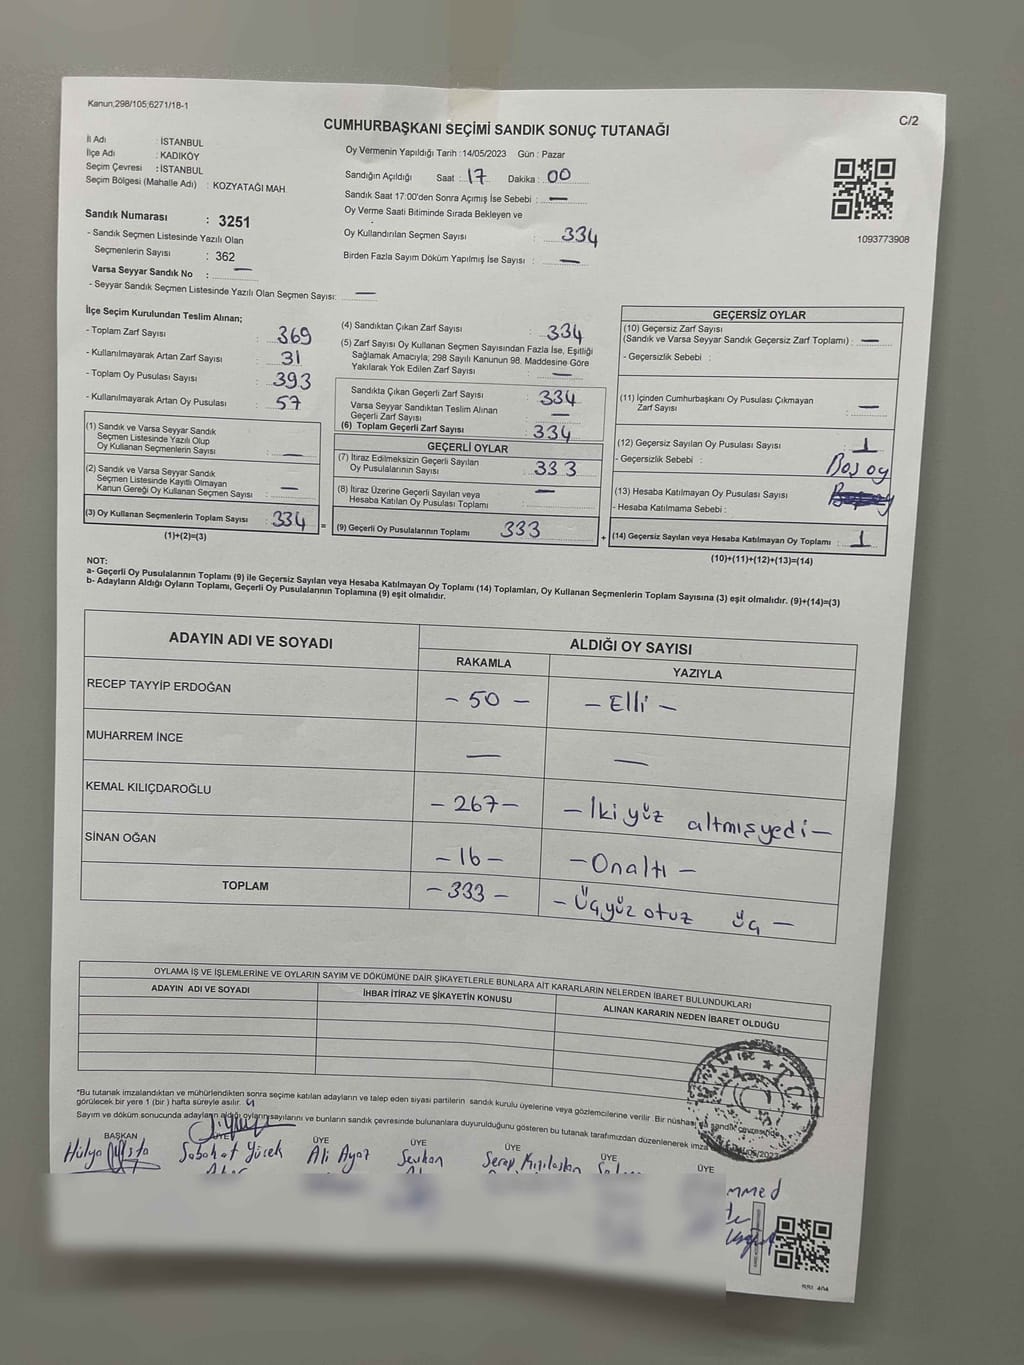 Kanun,298/105;6271/18-1
C/2
CUMHURBAŞKANI SEÇİMİ SANDIK SONUÇ TUTANAĞI
İl Adı : İSTANBUL
İlçe Adı : KADIKÖY
Seçim Çevresi : İSTANBUL
Seçim Bölgesi (Mahalle Adı) : KOZYATAĞI MAH.
Sandık Numarası : 3251
- Sandık Seçmen Listesinde Yazılı Olan
Seçmenlerin Sayısı : 362
Varsa Seyyar Sandık No : —
- Seyyar Sandık Seçmen Listesinde Yazılı Olan Seçmen Sayısı: —
Oy Vermenin Yapıldığı Tarih : 14/05/2023 Gün : Pazar
Sandığın Açıldığı Saat : 17 Dakika : 00
Sandık Saat 17:00'den Sonra Açımış İse Sebebi : —
Oy Verme Saati Bitiminde Sırada Bekleyen ve
Oy Kullandırılan Seçmen Sayısı : 334
Birden Fazla Sayım Döküm Yapılmış İse Sayısı : —
1093773908
İlçe Seçim Kurulundan Teslim Alınan;
- Toplam Zarf Sayısı : 369
- Kullanılmayarak Artan Zarf Sayısı : 31
- Toplam Oy Pusulası Sayısı : 393
- Kullanılmayarak Artan Oy Pusulası : 57
(1) Sandık ve Varsa Seyyar Sandık
Seçmen Listesinde Yazılı Olup
Oy Kullanan Seçmenlerin Sayısı : —
(2) Sandık ve Varsa Seyyar Sandık
Seçmen Listesinde Kayıtlı Olmayan
Kanun Gereği Oy Kullanan Seçmen Sayısı : —
(3) Oy Kullanan Seçmenlerin Toplam Sayısı : 334 =
(1)+(2)=(3)
(4) Sandıktan Çıkan Zarf Sayısı : 334
(5) Zarf Sayısı Oy Kullanan Seçmen Sayısından Fazla İse, Eşitliği
Sağlamak Amacıyla; 298 Sayılı Kanunun 98. Maddesine Göre
Yakılarak Yok Edilen Zarf Sayısı : —
Sandıkta Çıkan Geçerli Zarf Sayısı : 334
Varsa Seyyar Sandıktan Teslim Alınan
Geçerli Zarf Sayısı : —
(6) Toplam Geçerli Zarf Sayısı : 334
GEÇERLİ OYLAR
(7) İtiraz Edilmeksizin Geçerli Sayılan
Oy Pusulalarının Sayısı : 333
(8) İtiraz Üzerine Geçerli Sayılan veya
Hesaba Katılan Oy Pusulası Toplamı : —
(9) Geçerli Oy Pusulalarının Toplamı 333 +
GEÇERSİZ OYLAR
(10) Geçersiz Zarf Sayısı
(Sandık ve Varsa Seyyar Sandık Geçersiz Zarf Toplamı) : —
- Geçersizlik Sebebi :
(11) İçinden Cumhurbaşkanı Oy Pusulası Çıkmayan
Zarf Sayısı : —
(12) Geçersiz Sayılan Oy Pusulası Sayısı : 1
- Geçersizlik Sebebi : Boş oy
(13) Hesaba Katılmayan Oy Pusulası Sayısı
- Hesaba Katılmama Sebebi :
(14) Geçersiz Sayılan veya Hesaba Katılmayan Oy Toplamı : 1
(10)+(11)+(12)+(13)=(14)
NOT:
a- Geçerli Oy Pusulalarının Toplamı (9) ile Geçersiz Sayılan veya Hesaba Katılmayan Oy Toplamı (14) Toplamları, Oy Kullanan Seçmenlerin Toplam Sayısına (3) eşit olmalıdır. (9)+(14)=(3)
b- Adayların Aldığı Oyların Toplamı, Geçerli Oy Pusulalarının Toplamına (9) eşit olmalıdır.
ADAYIN ADI VE SOYADI
ALDIĞI OY SAYISI
RAKAMLA YAZIYLA
RECEP TAYYİP ERDOĞAN – 50 – – Elli –
MUHARREM İNCE — —
KEMAL KILIÇDAROĞLU – 267 – – İkiyüz altmışyedi –
SİNAN OĞAN – 16 – – Onaltı –
TOPLAM – 333 – – Üçyüz otuz üç –
OYLAMA İŞ VE İŞLEMLERİNE VE OYLARIN SAYIM VE DÖKÜMÜNE DAİR ŞİKAYETLERLE BUNLARA AİT KARARLARIN NELERDEN İBARET BULUNDUKLARI
ADAYIN ADI VE SOYADI İHBAR İTİRAZ VE ŞİKAYETİN KONUSU ALINAN KARARIN NEDEN İBARET OLDUĞU
*Bu tutanak imzalandıktan ve mühürlendikten sonra seçime katılan adayların ve talep eden siyasi partilerin sandık kurulu üyelerine veya gözlemcilerine verilir. Bir nüshası da sandık çevresinde
görülecek bir yere 1 (bir) hafta süreyle asılır.
Sayım ve döküm sonucunda adayların aldığı oyların sayılarını ve bunların sandık çevresinde bulunanlara duyurulduğunu gösteren bu tutanak tarafımızdan düzenlenerek imza
BAŞKAN ÜYE ÜYE ÜYE ÜYE ÜYE ÜYE
Hülya Usta Sabahat Yürek Ali Ayaz Sevkan Serap Kızılaslan